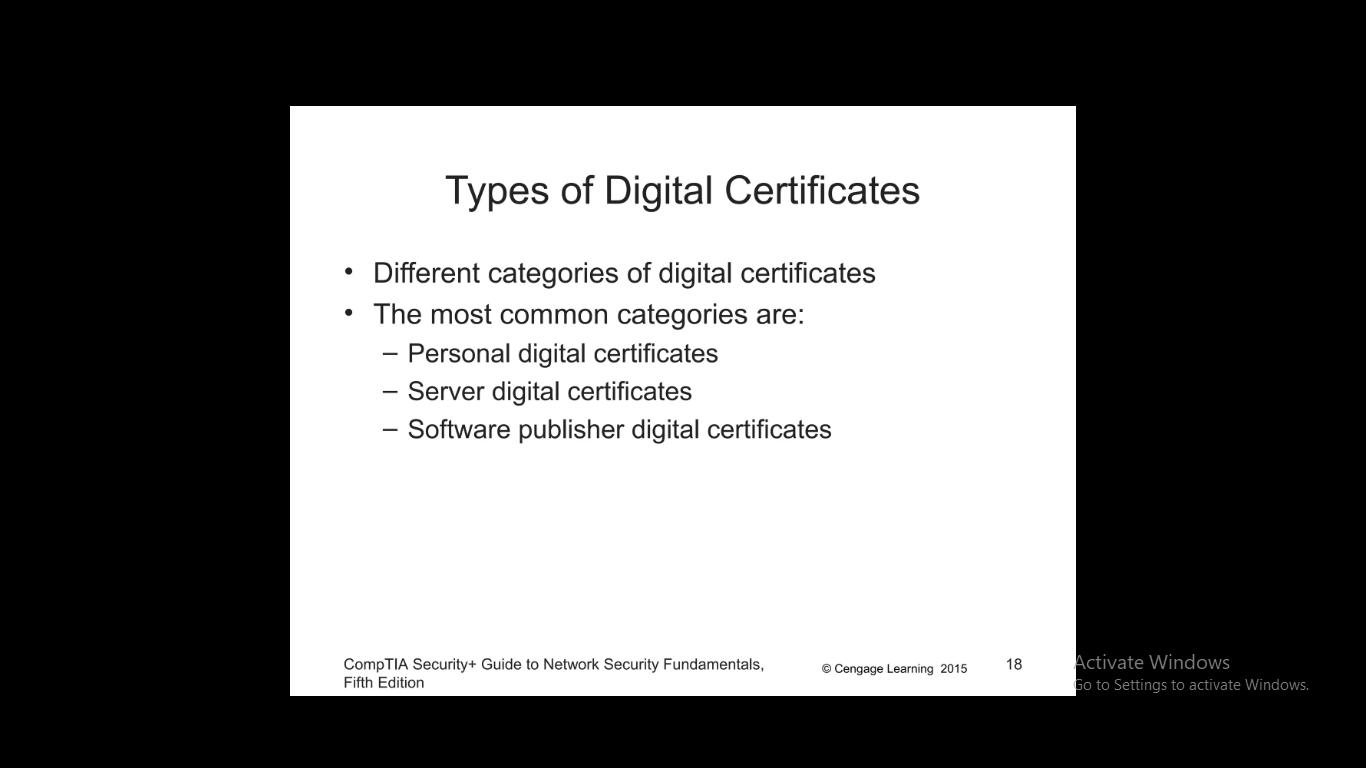 Types of Digital Certificates
• Different categories of digital certificates
• The most common categories are:
– Personal digital certificates
– Server digital certificates
– Software publisher digital certificates
CompTIA Security+ Guide to Network Security Fundamentals,
Fifth Edition
© Cengage Learning 2015
18
Activate Windows
Go to Settings to activate Windows.